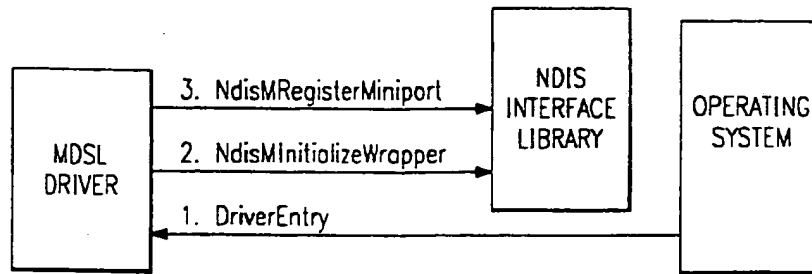 MDSL
DRIVER
3. NdisMRegisterMiniport
2. NdisMInitializeWrapper
1. DriverEntry
NDIS
INTERFACE
LIBRARY
OPERATING
SYSTEM